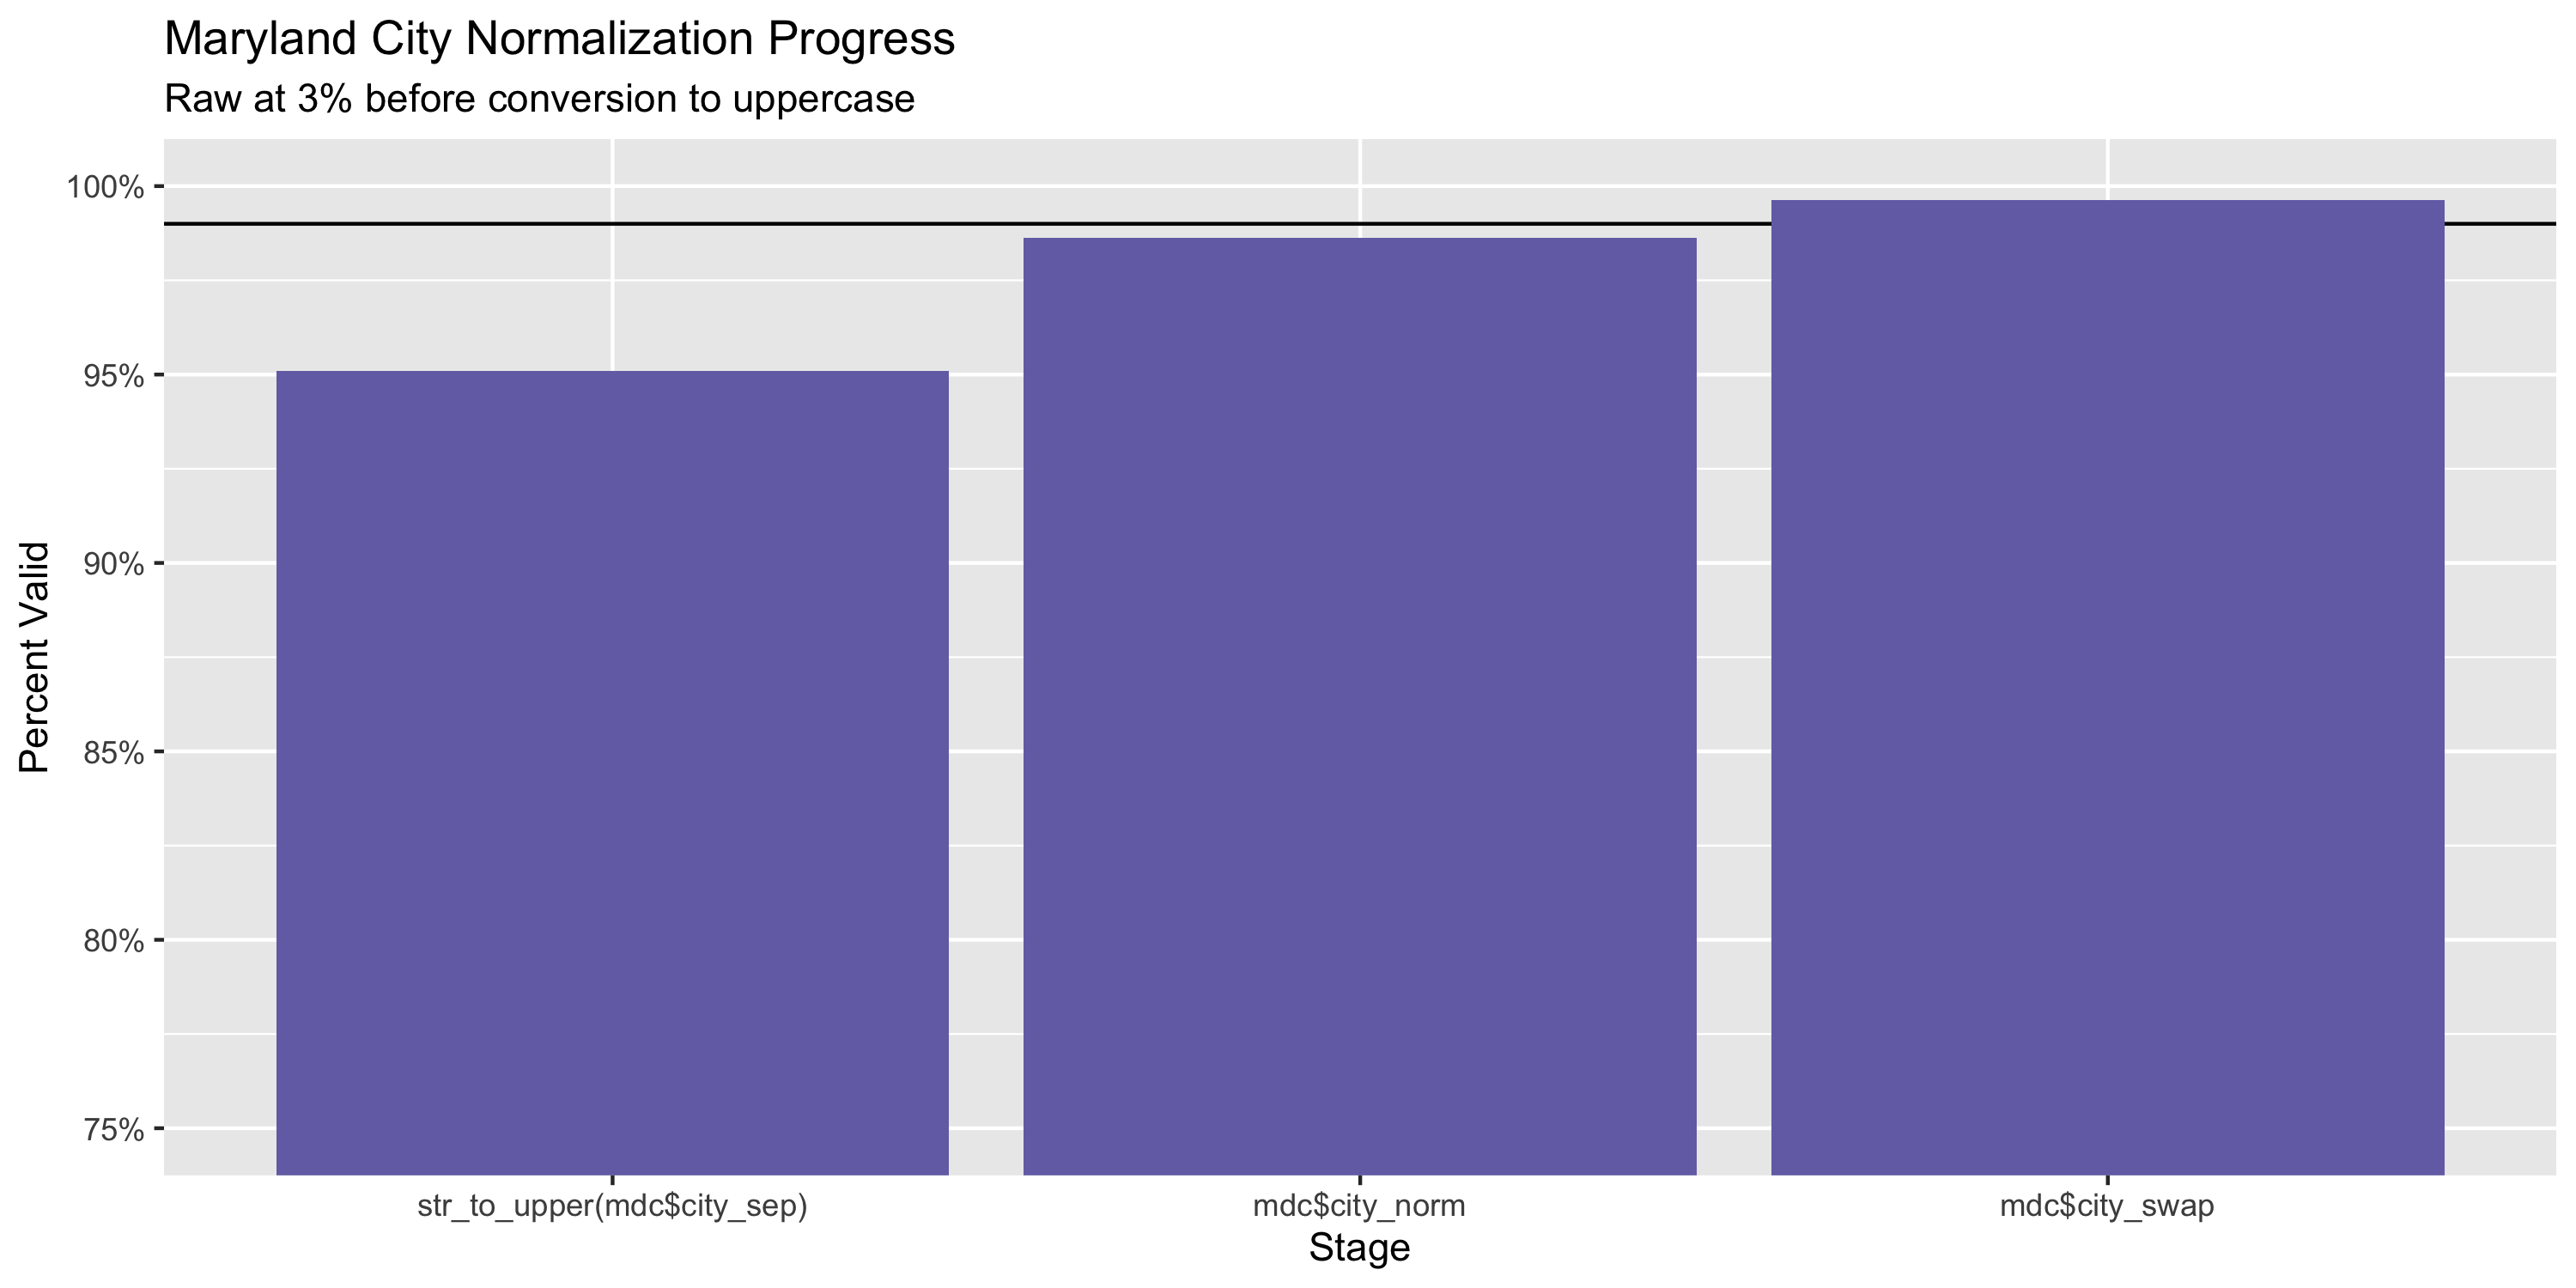 Maryland City Normalization Progress
Raw at 3% before conversion to uppercase
Percent Valid
100%
95%
90%
85%
80%
75%
str_to_upper(mdc$city_sep)
mdc$city_norm
mdc$city_swap
Stage